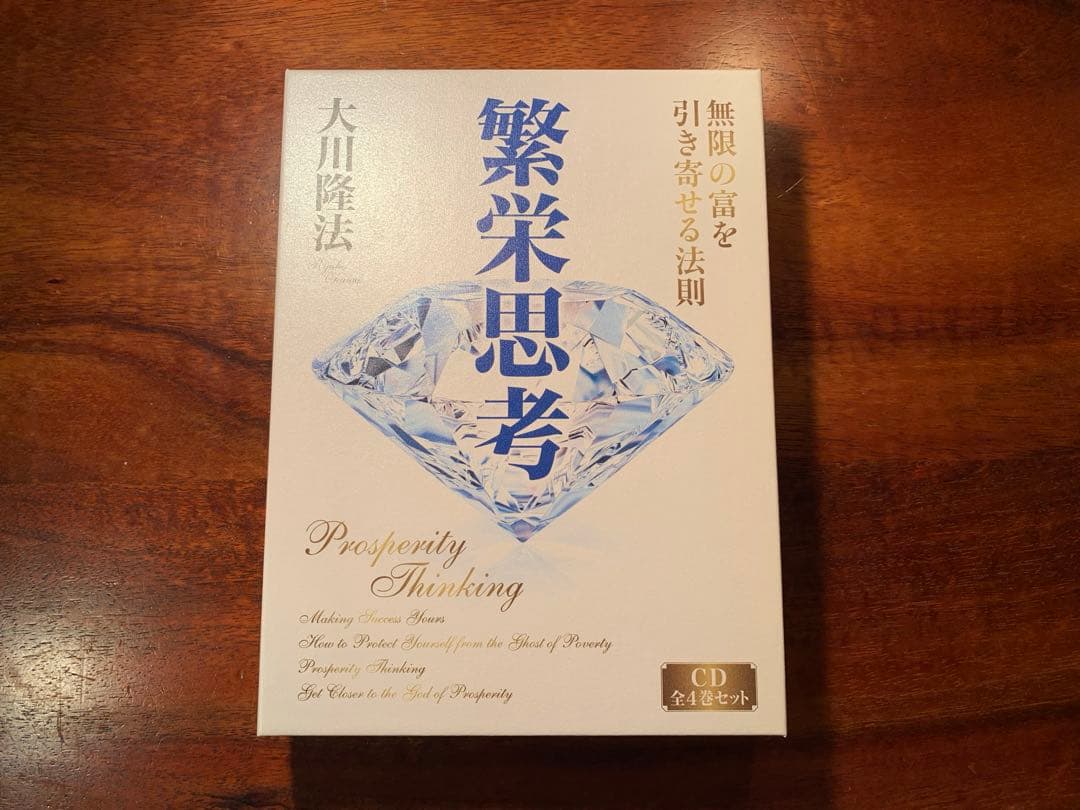 無限の富を
引き寄せる法則
繁栄思考
大川隆法
Ryuho
Okawa
Prosperity
Thinking
Making Success Yours
How to Protect Yourself from the Ghost of Poverty
Prosperity Thinking
Get Closer to the God of Prosperity
CD
全4巻セット